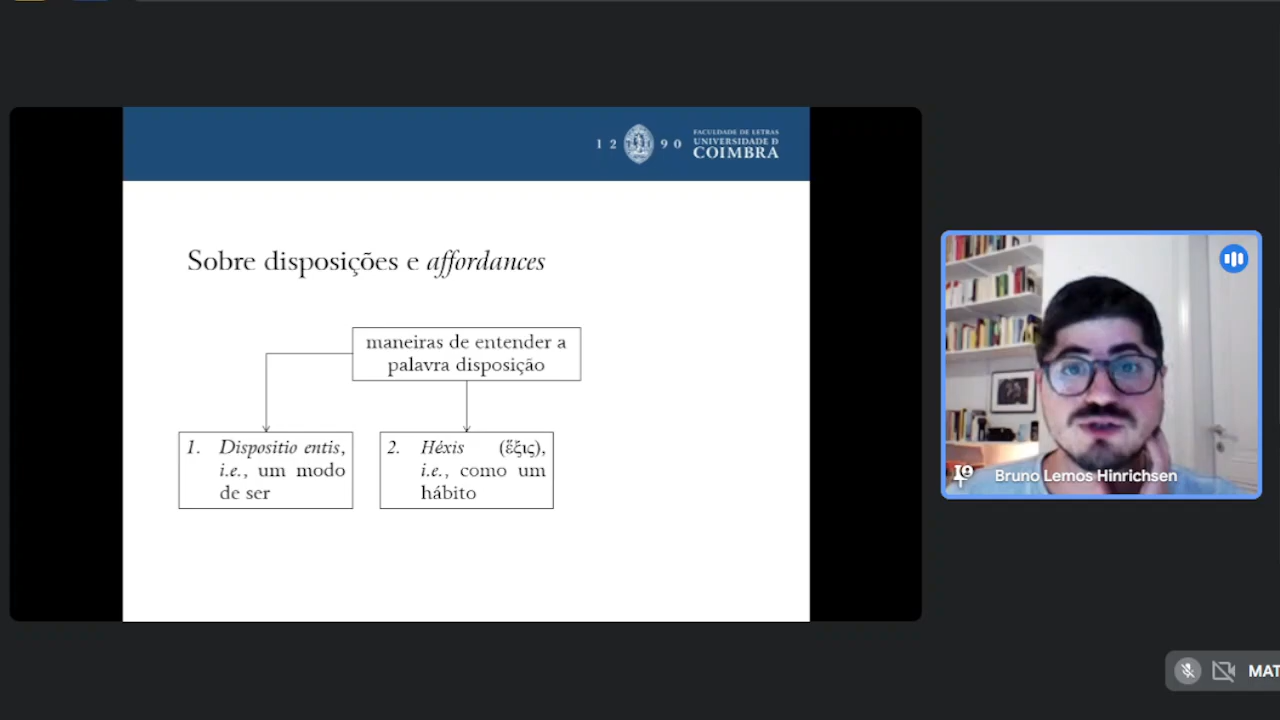 1 2 9 0
FACULDADE DE LETRAS
UNIVERSIDADE D
COIMBRA
Sobre disposições e affordances
maneiras de entender a
palavra disposição
1. Dispositio entis,
i.e., um modo
de ser
2. Héxis (ἕξις),
i.e., como um
hábito
Bruno Lemos Hinrichsen
MAT